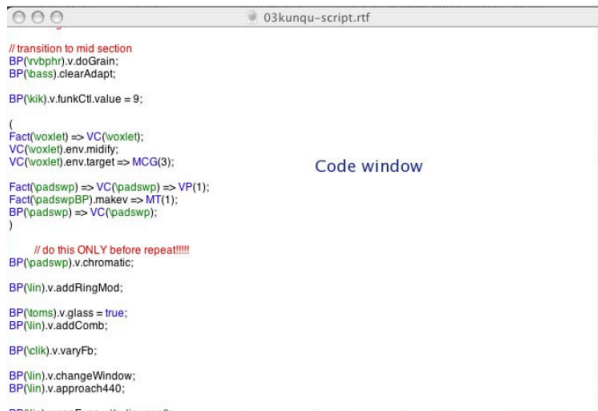 03kunqu-script.rtf
// transition to mid section
BP(\rvbphr).v.doGrain;
BP(\bass).clearAdapt;
BP(\kik).v.funkCtl.value = 9;
(
Fact(\voxlet) => VC(\voxlet);
VC(\voxlet).env.midify;
VC(\voxlet).env.target => MCG(3);
Code window
Fact(\padswp) => VC(\padswp) => VP(1);
Fact(\padswpBP).makev => MT(1);
BP(\padswp) => VC(\padswp);
)
// do this ONLY before repeat!!!!!
BP(\padswp).v.chromatic;
BP(\lin).v.addRingMod;
BP(\toms).v.glass = true;
BP(\lin).v.addComb;
BP(\clik).v.varyFb;
BP(\lin).v.changeWindow;
BP(\lin).v.approach440;